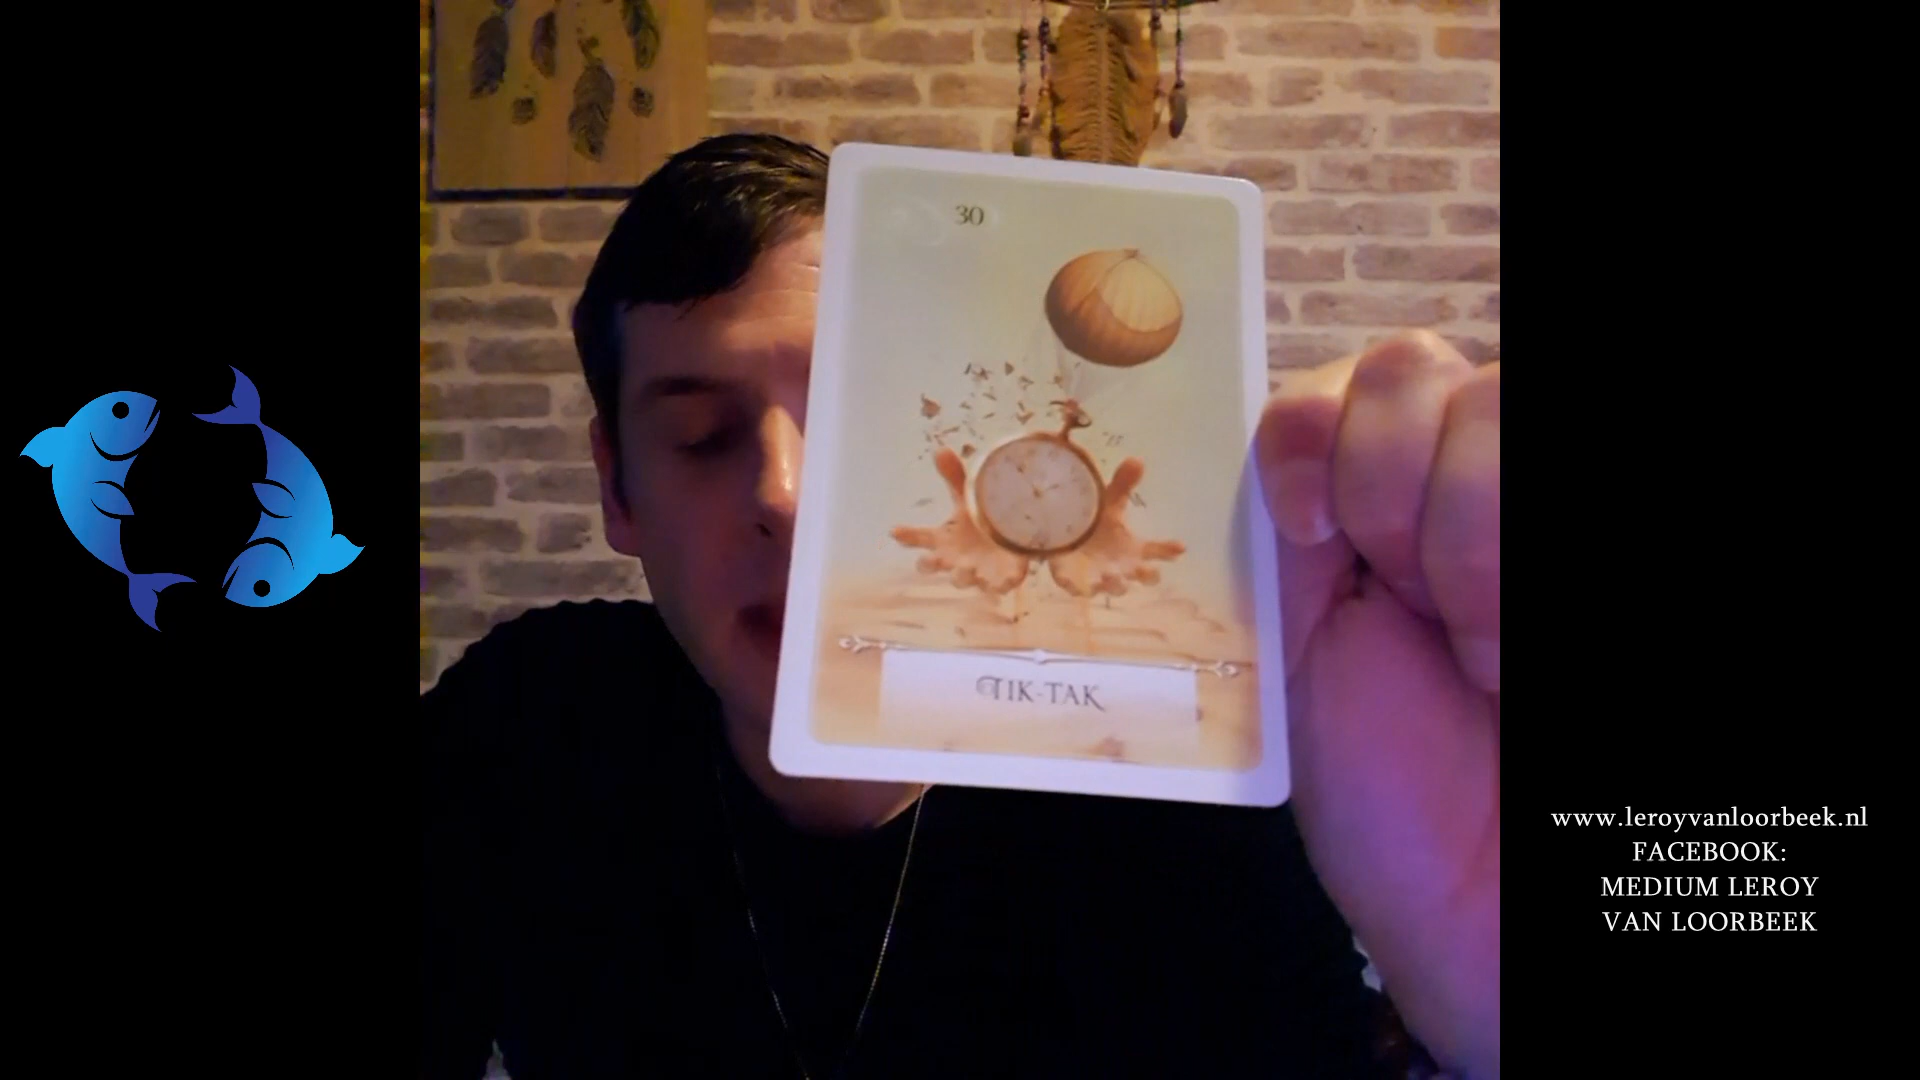 30
TIK-TAK
www.leroyvanloorbeek.nl
FACEBOOK:
MEDIUM LEROY
VAN LOORBEEK